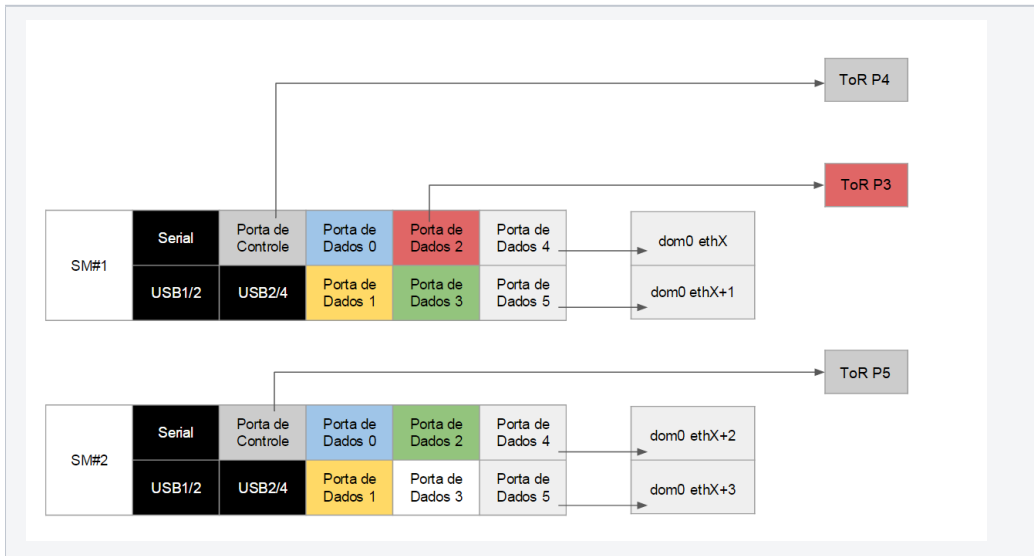 ToR P4
ToR P3
SM#1
Serial
Porta de
Controle
Porta de
Dados 0
Porta de
Dados 2
Porta de
Dados 4
dom0 ethX
USB1/2
USB2/4
Porta de
Dados 1
Porta de
Dados 3
Porta de
Dados 5
dom0 ethX+1
ToR P5
SM#2
Serial
Porta de
Controle
Porta de
Dados 0
Porta de
Dados 2
Porta de
Dados 4
dom0 ethX+2
USB1/2
USB2/4
Porta de
Dados 1
Porta de
Dados 3
Porta de
Dados 5
dom0 ethX+3